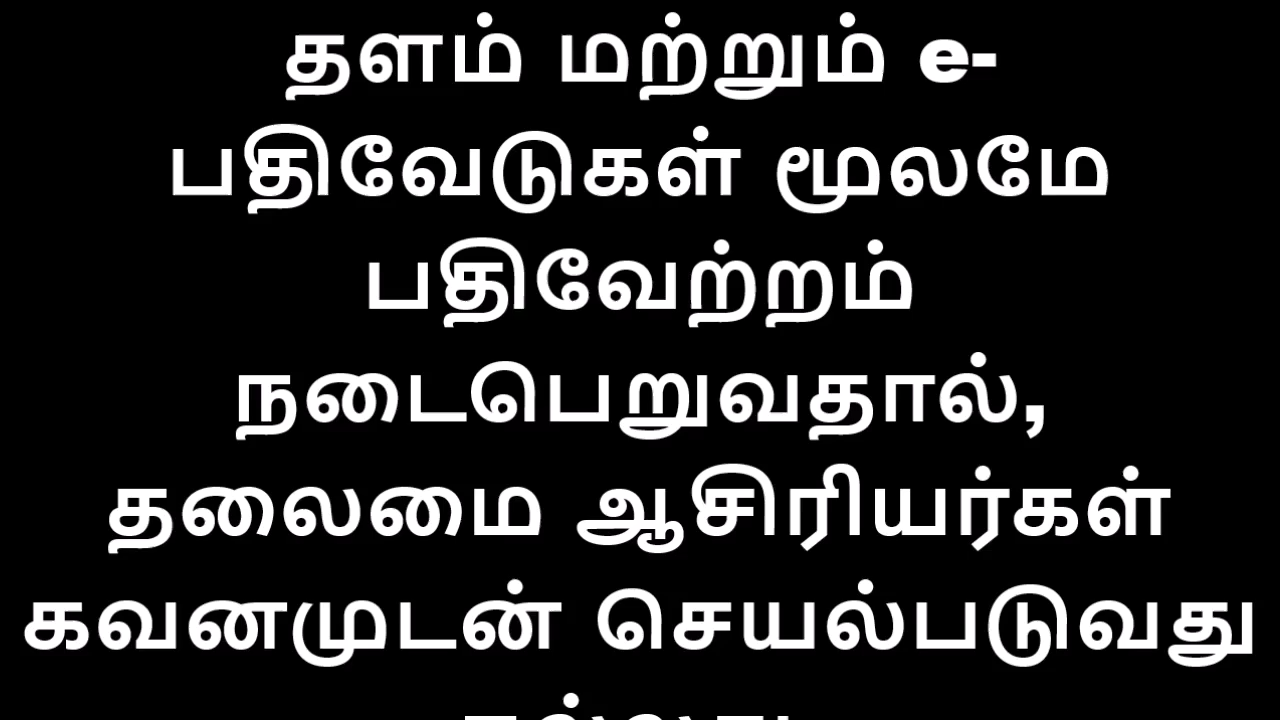 தளம் மற்றும் e-
பதிவேடுகள் மூலமே
பதிவேற்றம்
நடைபெறுவதால்,
தலைமை ஆசிரியர்கள்
கவனமுடன் செயல்படுவது